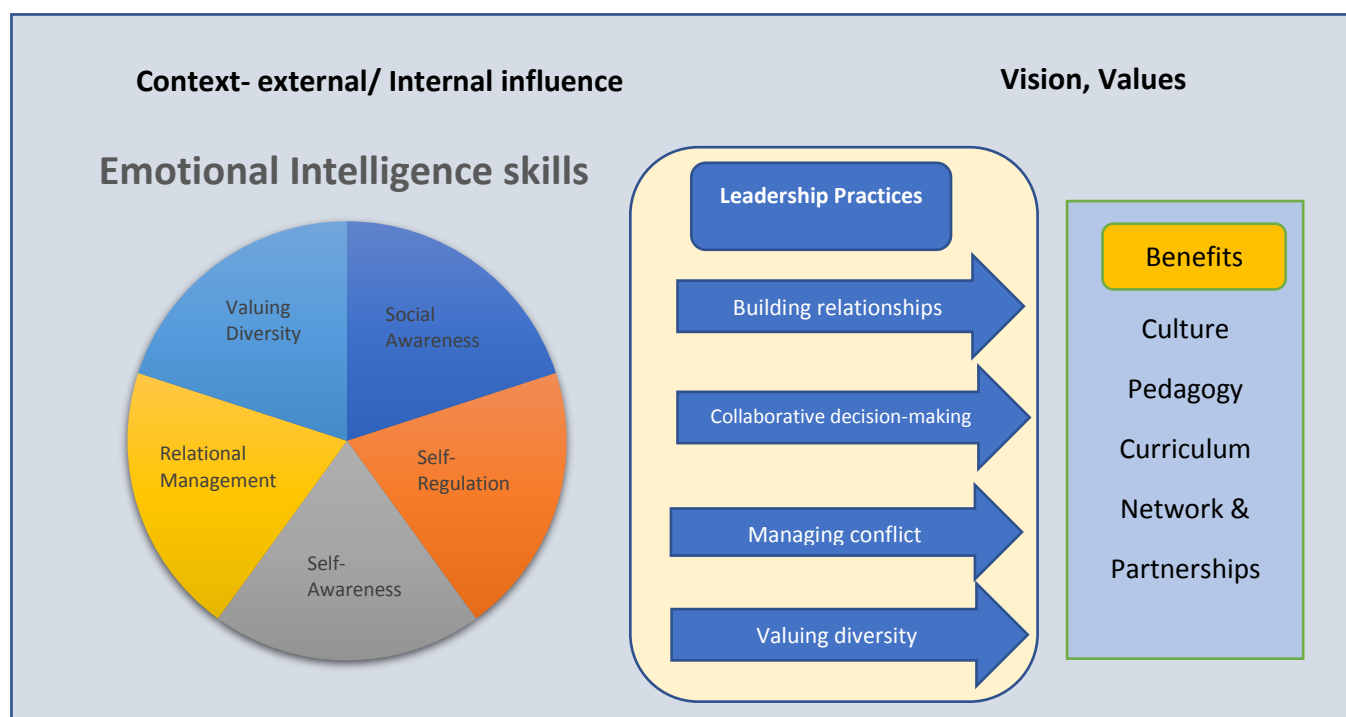 Context- external/ Internal influence
Vision, Values
Emotional Intelligence skills
Valuing
Diversity
Social
Awareness
Relational
Management
Self-
Regulation
Self-
Awareness
Leadership Practices
Building relationships
Collaborative decision-making
Managing conflict
Valuing diversity
Benefits
Culture
Pedagogy
Curriculum
Network &
Partnerships